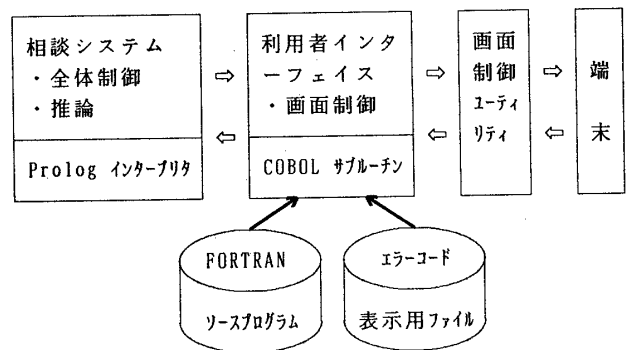 相談システム
・全体制御
・推論
Prolog インタープリタ
⇨
⇦
利用者インタ
ーフェイス
・画面制御
COBOL サブルーチン
⇨
⇦
画面
制御
ユーティ
リティ
⇨
⇦
端
末
FORTRAN
ソースプログラム
エラーコード
表示用ファイル